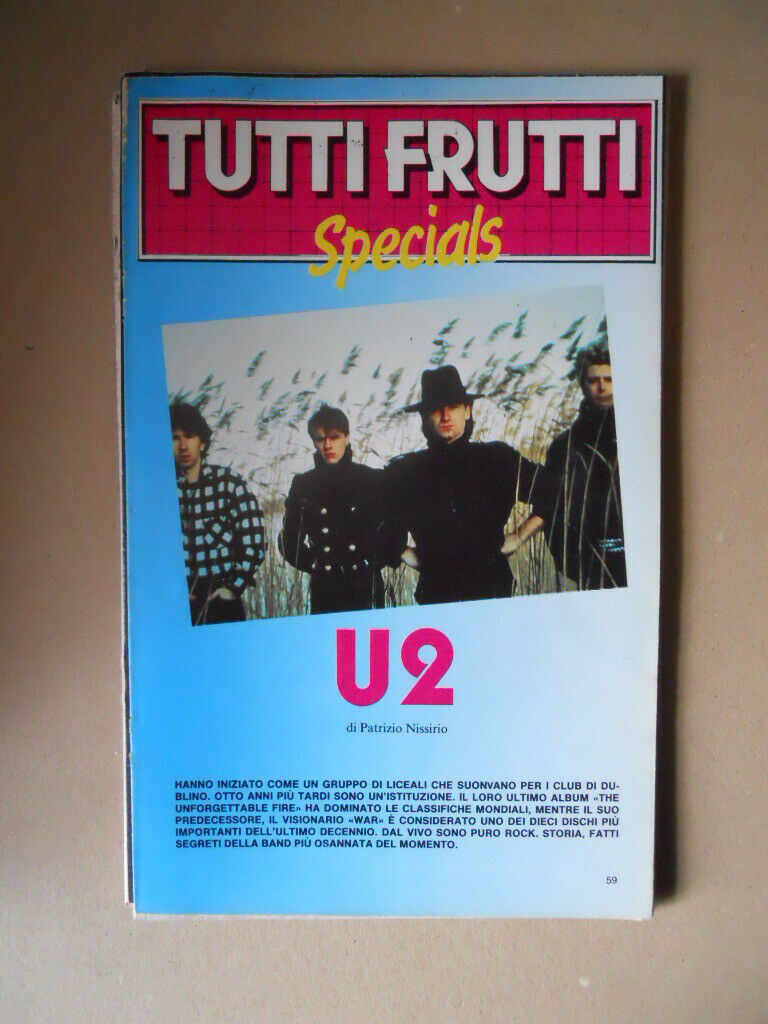 TUTTI FRUTTI
Specials
U2
di Patrizio Nissirio
HANNO INIZIATO COME UN GRUPPO DI LICEALI CHE SUONVANO PER I CLUB DI DU-
BLINO. OTTO ANNI PIÙ TARDI SONO UN'ISTITUZIONE. IL LORO ULTIMO ALBUM «THE
UNFORGETTABLE FIRE» HA DOMINATO LE CLASSIFICHE MONDIALI, MENTRE IL SUO
PREDECESSORE, IL VISIONARIO «WAR» È CONSIDERATO UNO DEI DIECI DISCHI PIÙ
IMPORTANTI DELL'ULTIMO DECENNIO. DAL VIVO SONO PURO ROCK. STORIA, FATTI
SEGRETI DELLA BAND PIÙ OSANNATA DEL MOMENTO.
59